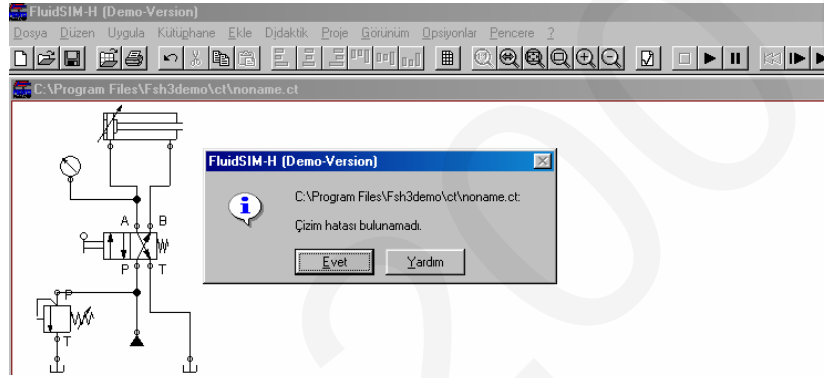 FluidSIM-H (Demo-Version)
Dosya Düzen Uygula Kütüphane Ekle Didaktik Proje Görünüm Opsiyonlar Pencere ?
C:\Program Files\Fsh3demo\ct\noname.ct
FluidSIM-H (Demo-Version)
C:\Program Files\Fsh3demo\ct\noname.ct:
Çizim hatası bulunamadı.
Evet Yardım
A B
P T
P
T